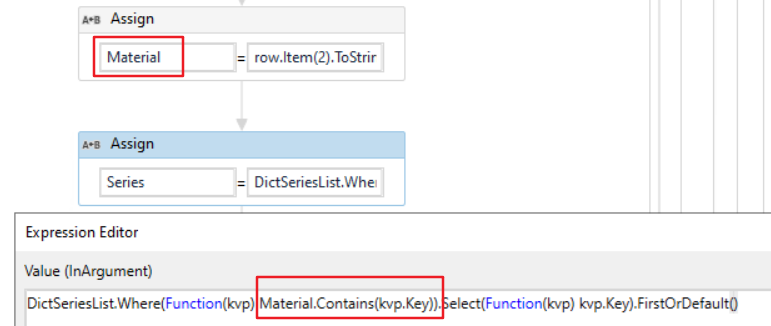 A+B Assign
Material = row.Item(2).ToStrir
A+B Assign
Series = DictSeriesList.Whe
Expression Editor
Value (InArgument)
DictSeriesList.Where(Function(kvp) Material.Contains(kvp.Key)).Select(Function(kvp) kvp.Key).FirstOrDefault()